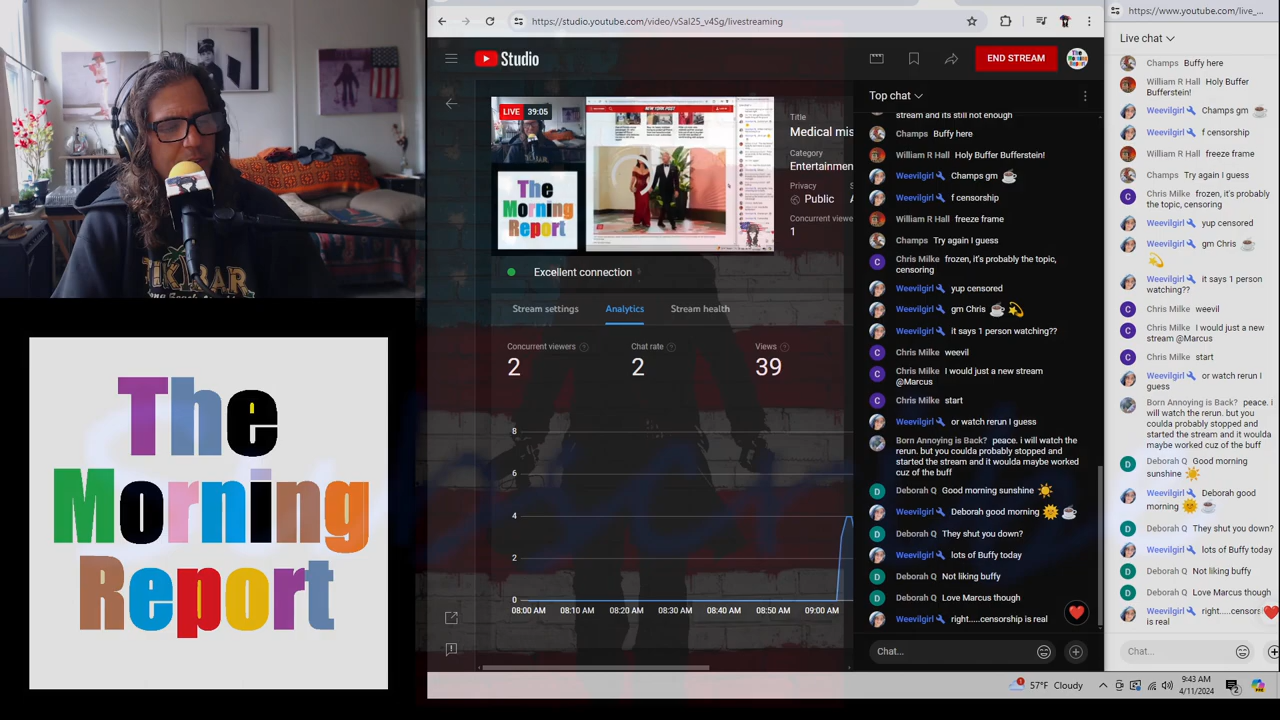 TIKI BAR
The
Morning
Report
https://studio.youtube.com/video/vSal25_v4Sg/livestreaming
Studio
END STREAM
The
Morning
Report
LIVE 39:05
NEW YORK POST
The
Morning
Report
Title
Medical mis
Category
Entertainmen
Privacy
Public
Concurrent viewe
1
Excellent connection
Stream settings
Analytics
Stream health
Concurrent viewers
2
Chat rate
2
Views
39
8
6
4
2
0
08:00 AM
08:10 AM
08:20 AM
08:30 AM
08:40 AM
08:50 AM
09:00 AM
Top chat
stream and its still not enough
Champs Buffy here
William R Hall Holy Buffer Bufferstein!
Weevilgirl Champs gm ☕
Weevilgirl f censorship
William R Hall freeze frame
Champs Try again I guess
Chris Milke frozen, it's probably the topic,
censoring
Weevilgirl yup censored
Weevilgirl gm Chris ☕ 💫
Weevilgirl it says 1 person watching??
Chris Milke weevil
Chris Milke I would just a new stream
@Marcus
Chris Milke start
Weevilgirl or watch rerun I guess
Born Annoying is Back? peace. i will watch the
rerun. but you coulda probably stopped and
started the stream and it woulda maybe worked
cuz of the buff
Deborah Q Good morning sunshine ☀️
Weevilgirl Deborah good morning 🌞 ☕
Deborah Q They shut you down?
Weevilgirl lots of Buffy today
Deborah Q Not liking buffy
Deborah Q Love Marcus though
Weevilgirl right.....censorship is real
Chat...
https://www.youtube.com/live_...
Live chat
Champs Buffy here
William R Hall Holy Buffer
Bufferstein!
Weevilgirl Champs gm ☕
Weevilgirl f censorship
William R Hall freeze frame
Champs Try again I guess
Chris Milke frozen, it's probably
the topic, censoring
Weevilgirl yup censored
Weevilgirl gm Chris ☕
💫
Weevilgirl it says 1 person
watching??
Chris Milke weevil
Chris Milke I would just a new
stream @Marcus
Chris Milke start
Weevilgirl or watch rerun I
guess
Born Annoying is Back? peace. i
will watch the rerun. but you
coulda probably stopped and
started the stream and it woulda
maybe worked cuz of the buff
Deborah Q Good morning
sunshine ☀️
Weevilgirl Deborah good
morning 🌞 ☕
Deborah Q They shut you down?
Weevilgirl lots of Buffy today
Deborah Q Not liking buffy
Deborah Q Love Marcus though
Weevilgirl right.....censors
is real
Chat...
57°F Cloudy
9:43 AM
4/11/2024